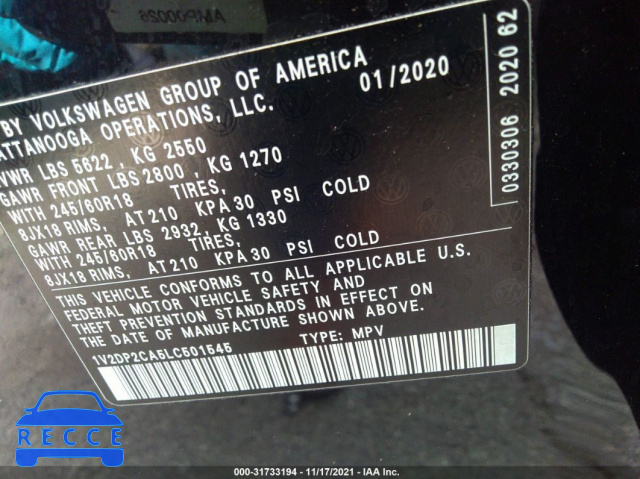 BY VOLKSWAGEN GROUP OF AMERICA
ATTANOOGA OPERATIONS, LLC.
01/2020
VWR LBS 5622 , KG 2550
GAWR FRONT LBS 2800 , KG 1270
WITH 245/60R18 TIRES,
8JX18 RIMS, AT 210 KPA 30 PSI COLD
GAWR REAR LBS 2932, KG 1330
WITH 245/60R18 TIRES,
8JX18 RIMS, AT 210 KPA 30 PSI COLD
THIS VEHICLE CONFORMS TO ALL APPLICABLE U.S.
FEDERAL MOTOR VEHICLE SAFETY AND
THEFT PREVENTION STANDARDS IN EFFECT ON
THE DATE OF MANUFACTURE SHOWN ABOVE.
1V2DP2CA5LC501545 TYPE: MPV
0330306 2020 62
RECCE
000-31733194 - 11/17/2021 - IAA Inc.